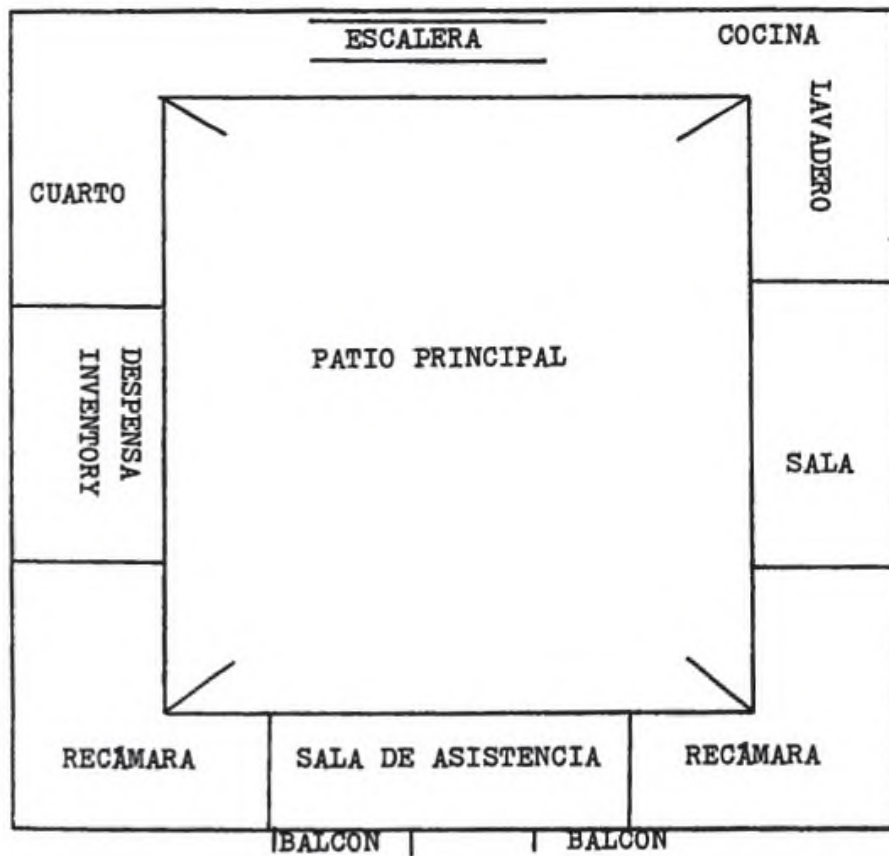 ESCALERA
COCINA
LAVADERO
CUARTO
PATIO PRINCIPAL
DESPENSA
INVENTORY
SALA
RECÁMARA
SALA DE ASISTENCIA
RECÁMARA
BALCON
BALCON